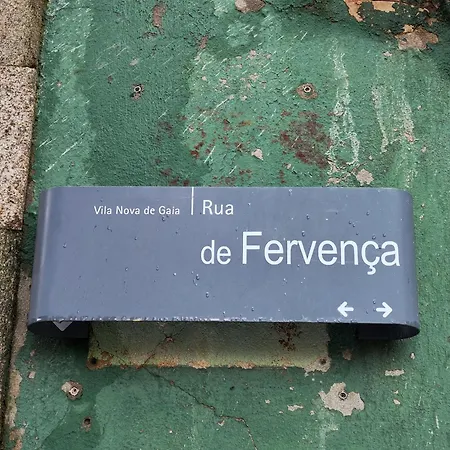 Vila Nova de Gaia | Rua
de Fervença
← →